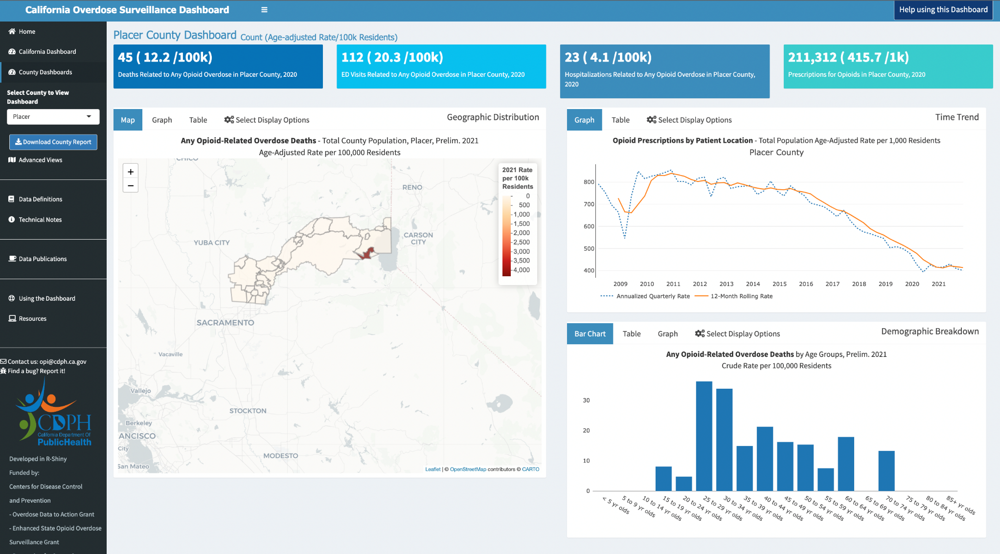 California Overdose Surveillance Dashboard
Help using this Dashboard
Home
California Dashboard
County Dashboards
Select County to View
Dashboard
Placer
Download County Report
Advanced Views
Data Definitions
Technical Notes
Data Publications
Using the Dashboard
Resources
Contact us: opi@cdph.ca.gov
Find a bug? Report it!
CDPH
California Department Of
PublicHealth
Developed in R-Shiny
Funded by:
Centers for Disease Control
and Prevention
- Overdose Data to Action Grant
- Enhanced State Opioid Overdose
Surveillance Grant
Placer County Dashboard Count (Age-adjusted Rate/100k Residents)
45 ( 12.2 /100k)
Deaths Related to Any Opioid Overdose in Placer County, 2020
112 ( 20.3 /100k)
ED Visits Related to Any Opioid Overdose in Placer County, 2020
23 ( 4.1 /100k)
Hospitalizations Related to Any Opioid Overdose in Placer County,
2020
211,312 ( 415.7 /1k)
Prescriptions for Opioids in Placer County, 2020
Map Graph Table Select Display Options Geographic Distribution
Any Opioid-Related Overdose Deaths - Total County Population, Placer, Prelim. 2021
Age-Adjusted Rate per 100,000 Residents
+
−
CHICO
RENO
YUBA CITY
CARSON
CITY
SACRAMENTO
Vacaville
Vallejo
STOCKTON
Berkeley
ANCISCO
City
MODESTO
San Mateo
2021 Rate
per 100k
Residents
0
500
1,000
1,500
2,000
2,500
3,000
3,500
4,000
Leaflet | © OpenStreetMap contributors © CARTO
Graph Table Select Display Options Time Trend
Opioid Prescriptions by Patient Location - Total Population Age-Adjusted Rate per 1,000 Residents
Placer County
800
700
600
500
400
2009 2010 2011 2012 2013 2014 2015 2016 2017 2018 2019 2020 2021
Annualized Quarterly Rate 12-Month Rolling Rate
Bar Chart Table Graph Select Display Options Demographic Breakdown
Any Opioid-Related Overdose Deaths by Age Groups, Prelim. 2021
Crude Rate per 100,000 Residents
30
20
10
0
< 5 yr olds
5 to 9 yr olds
10 to 14 yr olds
15 to 19 yr olds
20 to 24 yr olds
25 to 29 yr olds
30 to 34 yr olds
35 to 39 yr olds
40 to 44 yr olds
45 to 49 yr olds
50 to 54 yr olds
55 to 59 yr olds
60 to 64 yr olds
65 to 69 yr olds
70 to 74 yr olds
75 to 79 yr olds
80 to 84 yr olds
85+ yr olds